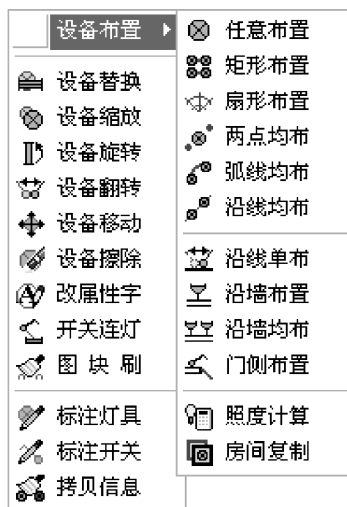 设备布置
设备替换
设备缩放
设备旋转
设备翻转
设备移动
设备擦除
改属性字
开关连灯
图块刷
标注灯具
标注开关
拷贝信息
任意布置
矩形布置
扇形布置
两点均布
弧线均布
沿线均布
沿线单布
沿墙布置
沿墙均布
门侧布置
照度计算
房间复制